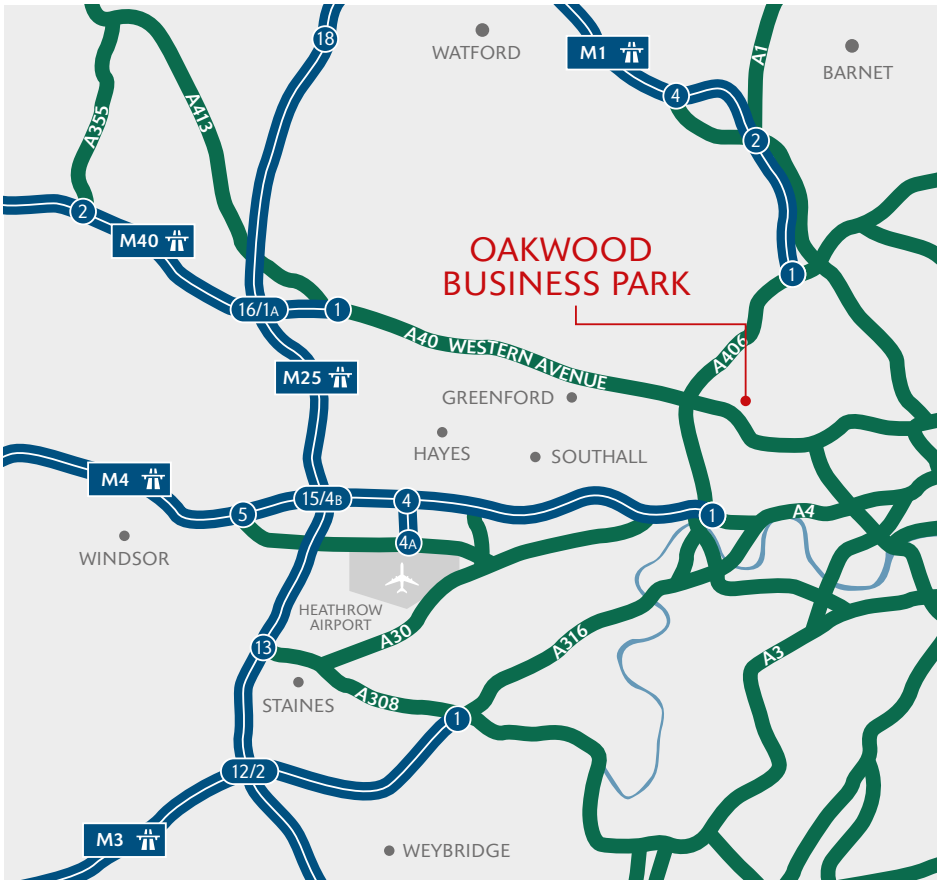 18
WATFORD
M1
A1
BARNET
4
2
A355
A413
2
M40
OAKWOOD
BUSINESS PARK
1
16/1A
1
A40 WESTERN AVENUE
A406
M25
GREENFORD
HAYES
SOUTHALL
M4
5
15/4B
4
1
A4
4A
WINDSOR
HEATHROW
AIRPORT
A30
A316
13
A3
STAINES
A308
1
12/2
M3
WEYBRIDGE